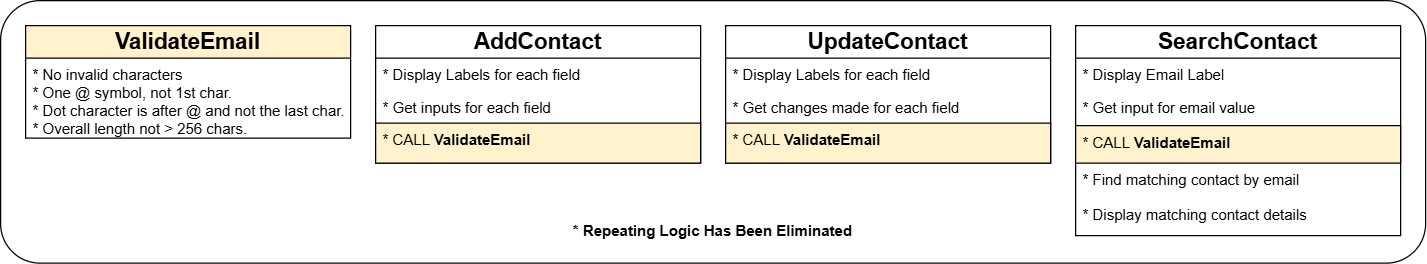 ValidateEmail
* No invalid characters
* One @ symbol, not 1st char.
* Dot character is after @ and not the last char.
* Overall length not > 256 chars.
AddContact
* Display Labels for each field
* Get inputs for each field
* CALL ValidateEmail
UpdateContact
* Display Labels for each field
* Get changes made for each field
* CALL ValidateEmail
SearchContact
* Display Email Label
* Get input for email value
* CALL ValidateEmail
* Find matching contact by email
* Display matching contact details
* Repeating Logic Has Been Eliminated